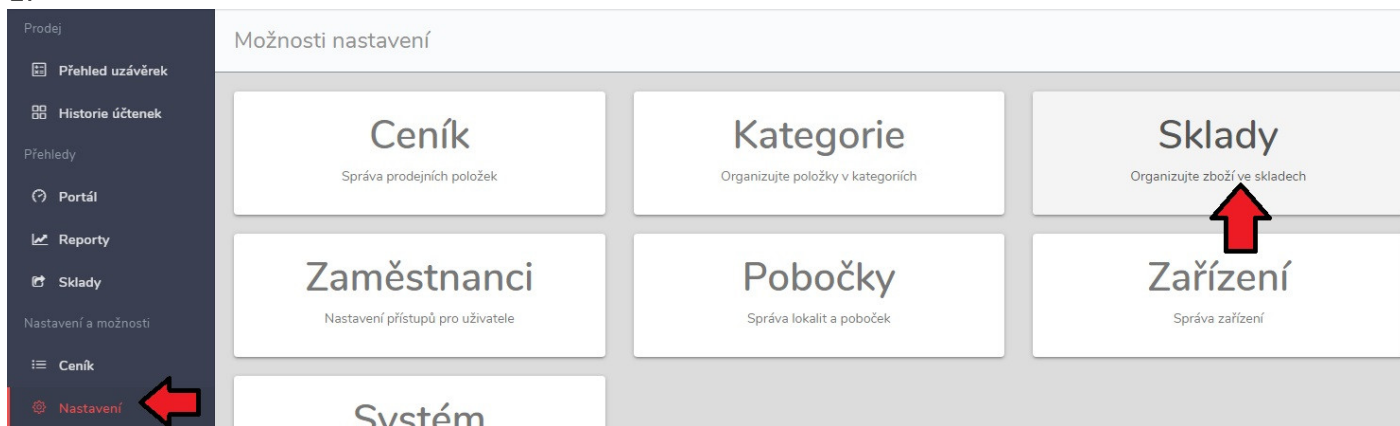 Prodej
Přehled uzávěrek
Historie účtenek
Přehledy
Portál
Reporty
Sklady
Nastavení a možnosti
Ceník
Nastavení
Možnosti nastavení
Ceník
Správa prodejních položek
Kategorie
Organizujte položky v kategoriích
Sklady
Organizujte zboží ve skladech
Zaměstnanci
Nastavení přístupů pro uživatele
Pobočky
Správa lokalit a poboček
Zařízení
Správa zařízení
Systém